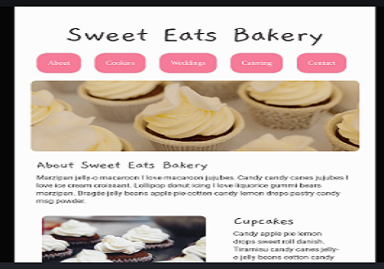 Sweet Eats Bakery
About
Cookies
Weddings
Catering
Contact
About Sweet Eats Bakery
Marzipan jelly-o macaroon I love macaroon jujubes. Candy candy canes jujubes I
love ice cream croissant. Lollipop donut icing I love liquorice gummi bears
marzipan. Dragée jelly beans apple pie cotton candy lemon drops pastry candy
msg powder.
Cupcakes
Candy apple pie lemon
drops sweet roll danish.
Tiramisu candy canes jelly-
o jelly beans cookie cotton